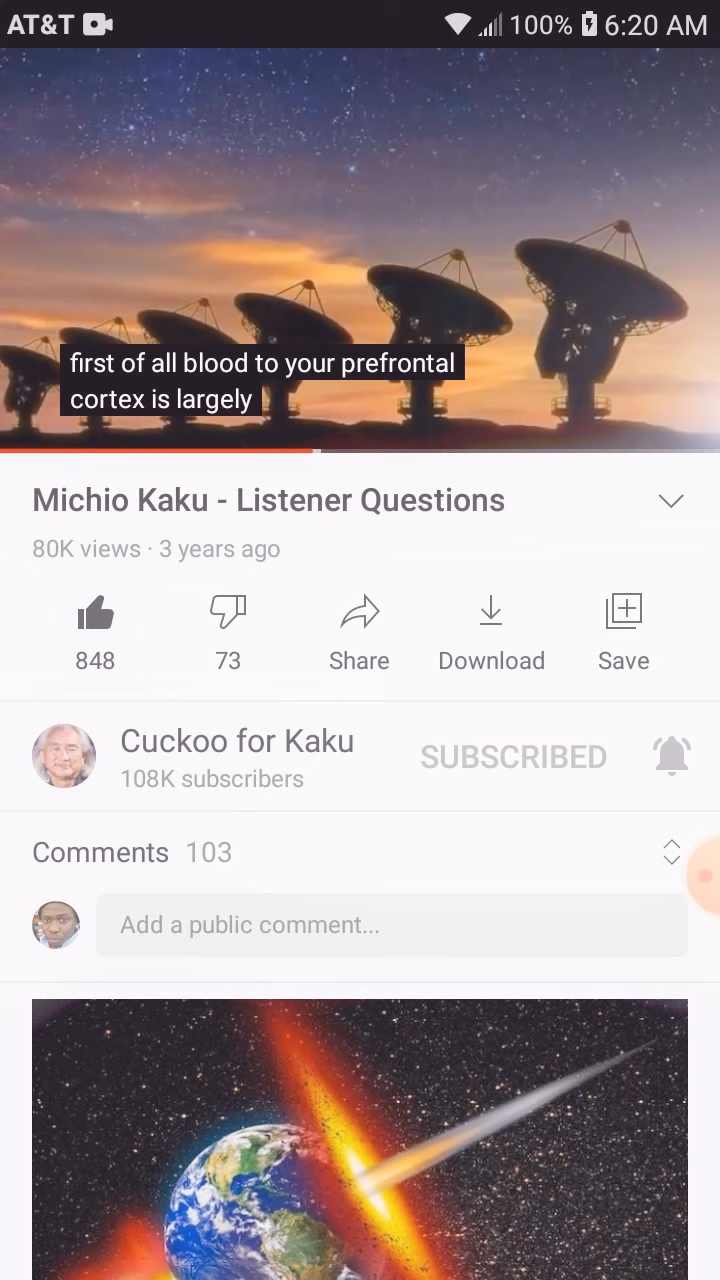 AT&T 100% 6:20 AM
first of all blood to your prefrontal
cortex is largely
Michio Kaku - Listener Questions
80K views · 3 years ago
848 73 Share Download Save
Cuckoo for Kaku SUBSCRIBED
108K subscribers
Comments 103
Add a public comment...